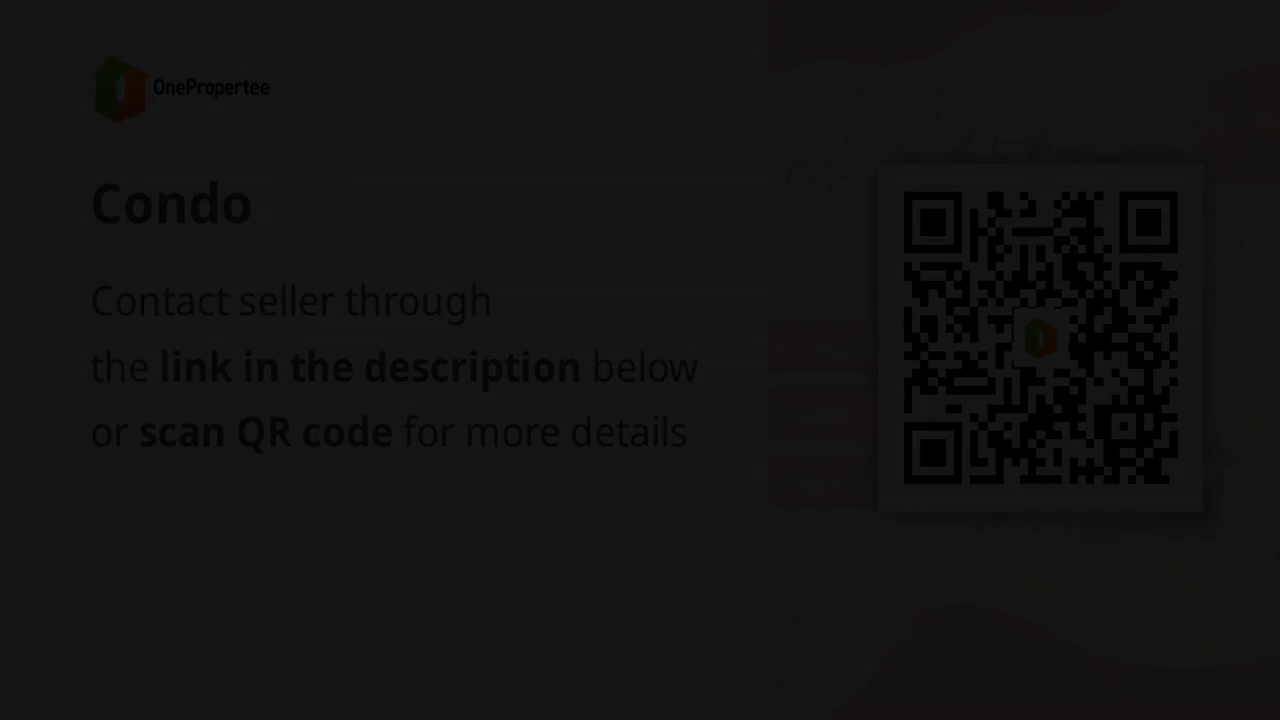 OnePropertee
Condo
Contact seller through
the link in the description below
or scan QR code for more details